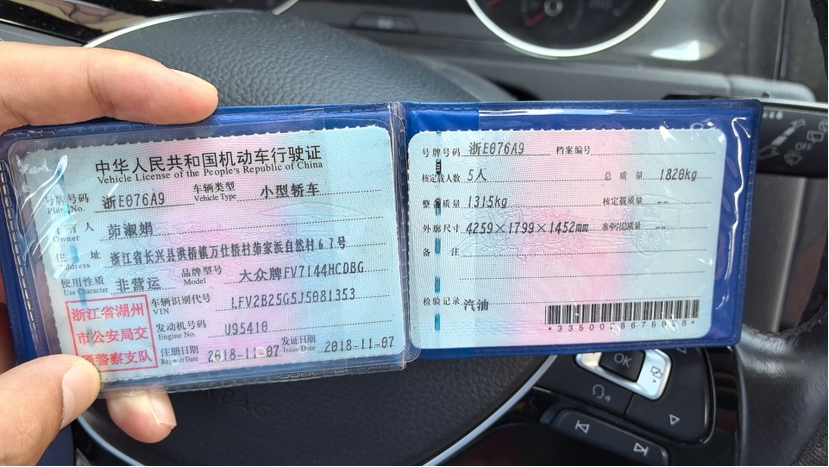 中华人民共和国机动车行驶证
Vehicle License of the People's Republic of China
号牌号码 浙E076A9 车辆类型 小型轿车
Plate No. Vehicle Type
所有人 茆淑娟
Owner
住址 浙江省长兴县洪桥镇万仕桥村茆家浜自然村67号
Address
使用性质 非营运 品牌型号 大众牌FV7144HCDBG
Use Character Model
浙江省湖州
市公安局交
通警察支队
车辆识别代号 LFV2B25G5J5081353
VIN
发动机号码 U95410
Engine No.
注册日期 2018-11-07 发证日期 2018-11-07
Register Date Issue Date
号牌号码 浙E076A9 档案编号
核定载人数 5人 总质量 1820kg
整备质量 1315kg 核定载质量 --
外廓尺寸 4259×1799×1452mm 准牵引总质量 --
备注
检验记录 汽油
OK
OFF